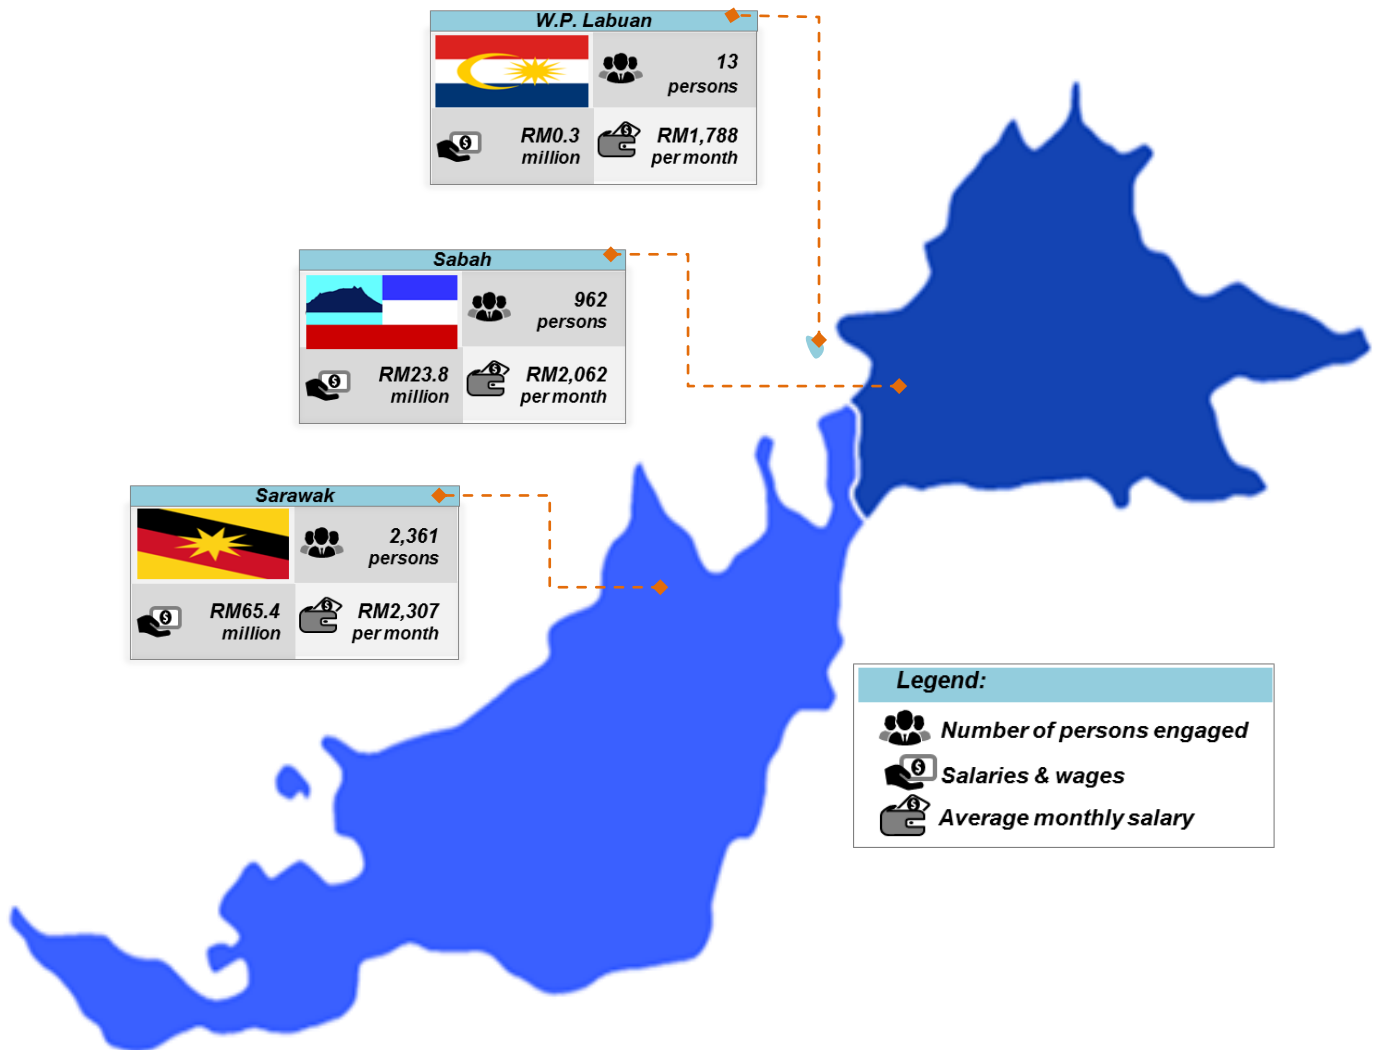 W.P. Labuan
13
persons
RM0.3
million
RM1,788
per month
Sabah
962
persons
RM23.8
million
RM2,062
per month
Sarawak
2,361
persons
RM65.4
million
RM2,307
per month
Legend:
Number of persons engaged
Salaries & wages
Average monthly salary